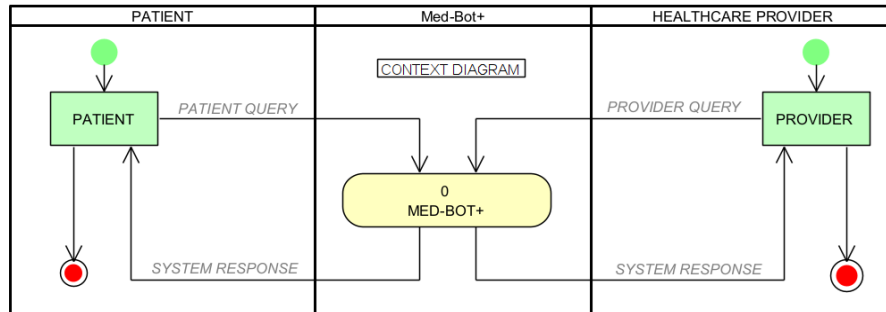 PATIENT
Med-Bot+
HEALTHCARE PROVIDER
CONTEXT DIAGRAM
PATIENT QUERY
PROVIDER QUERY
PATIENT
PROVIDER
0
MED-BOT+
SYSTEM RESPONSE
SYSTEM RESPONSE